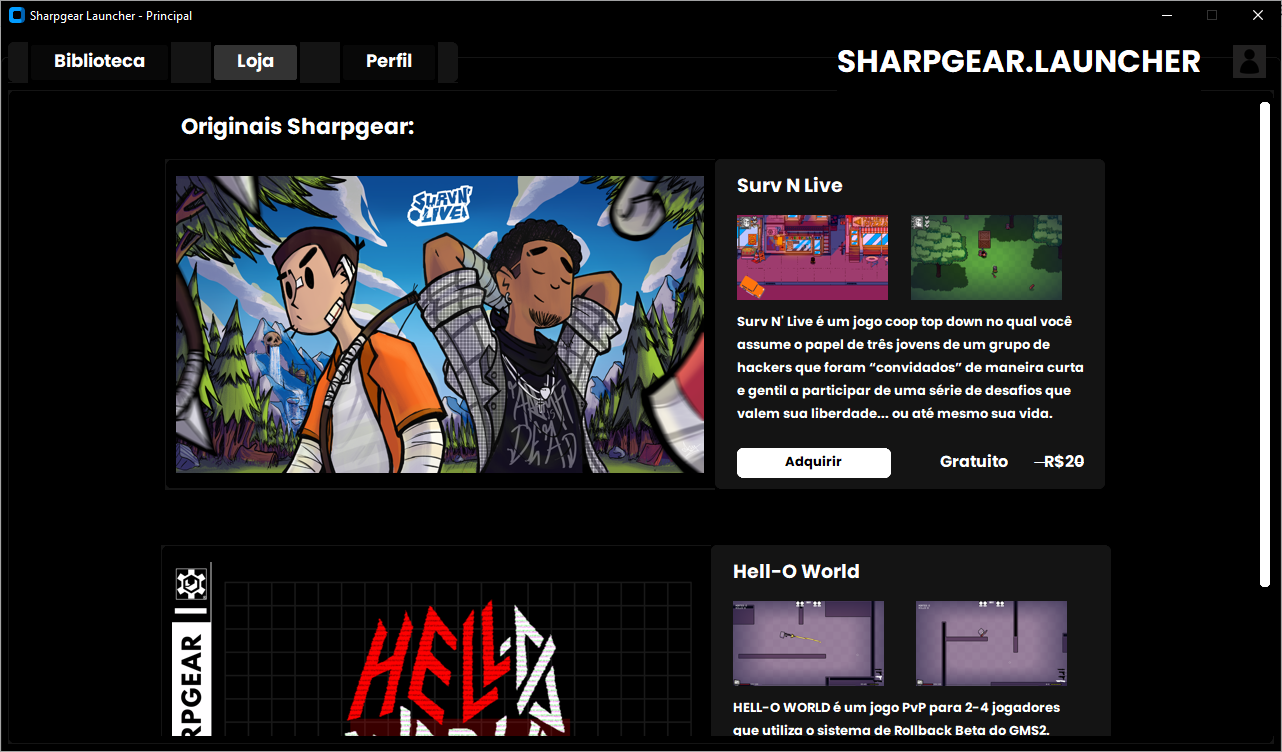 Sharpgear Launcher - Principal
Biblioteca
Loja
Perfil
SHARPGEAR.LAUNCHER
Originais Sharpgear:
SURVN'
LIVE!
DEAD
Surv N Live
Surv N' Live é um jogo coop top down no qual você
assume o papel de três jovens de um grupo de
hackers que foram “convidados” de maneira curta
e gentil a participar de uma série de desafios que
valem sua liberdade... ou até mesmo sua vida.
Adquirir
Gratuito
R$20
RPGEAR
HELL-O
Hell-O World
HELL-O WORLD é um jogo PvP para 2-4 jogadores
que utiliza o sistema de Rollback Beta do GMS2.